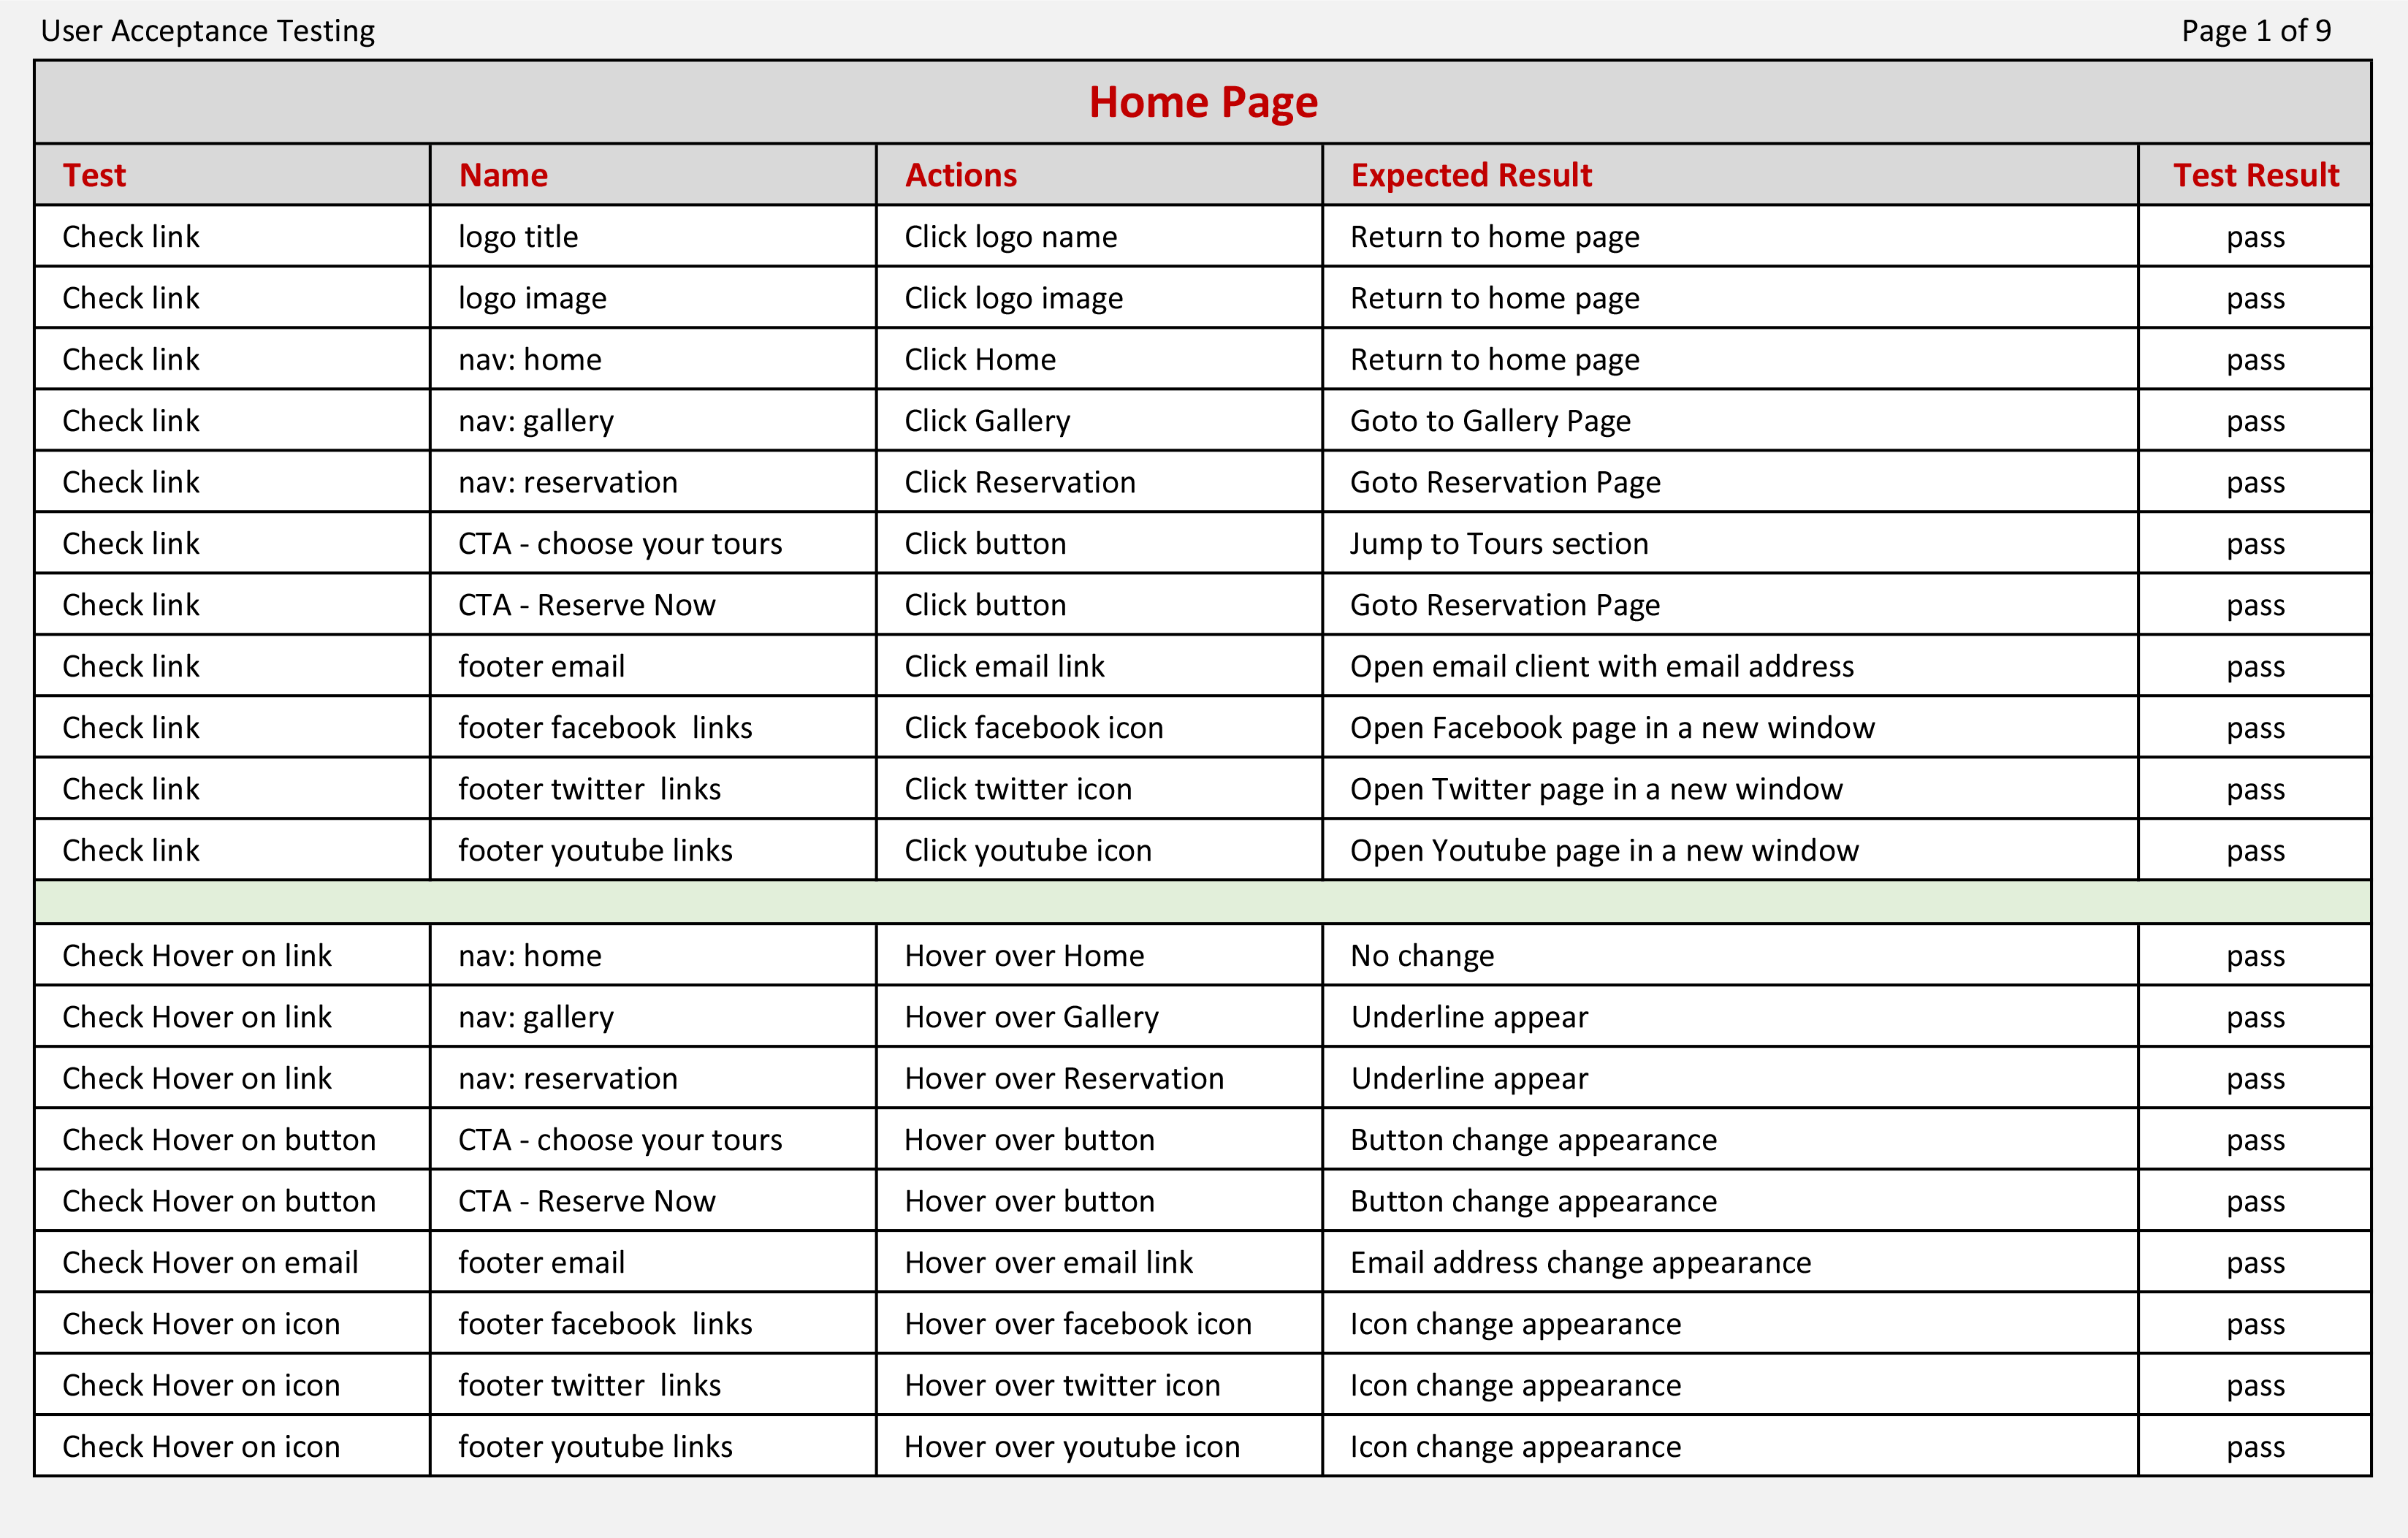 User Acceptance Testing Page 1 of 9
Home Page
Test Name Actions Expected Result Test Result
Check link logo title Click logo name Return to home page pass
Check link logo image Click logo image Return to home page pass
Check link nav: home Click Home Return to home page pass
Check link nav: gallery Click Gallery Goto to Gallery Page pass
Check link nav: reservation Click Reservation Goto Reservation Page pass
Check link CTA - choose your tours Click button Jump to Tours section pass
Check link CTA - Reserve Now Click button Goto Reservation Page pass
Check link footer email Click email link Open email client with email address pass
Check link footer facebook  links Click facebook icon Open Facebook page in a new window pass
Check link footer twitter  links Click twitter icon Open Twitter page in a new window pass
Check link footer youtube links Click youtube icon Open Youtube page in a new window pass
Check Hover on link nav: home Hover over Home No change pass
Check Hover on link nav: gallery Hover over Gallery Underline appear pass
Check Hover on link nav: reservation Hover over Reservation Underline appear pass
Check Hover on button CTA - choose your tours Hover over button Button change appearance pass
Check Hover on button CTA - Reserve Now Hover over button Button change appearance pass
Check Hover on email footer email Hover over email link Email address change appearance pass
Check Hover on icon footer facebook  links Hover over facebook icon Icon change appearance pass
Check Hover on icon footer twitter  links Hover over twitter icon Icon change appearance pass
Check Hover on icon footer youtube links Hover over youtube icon Icon change appearance pass